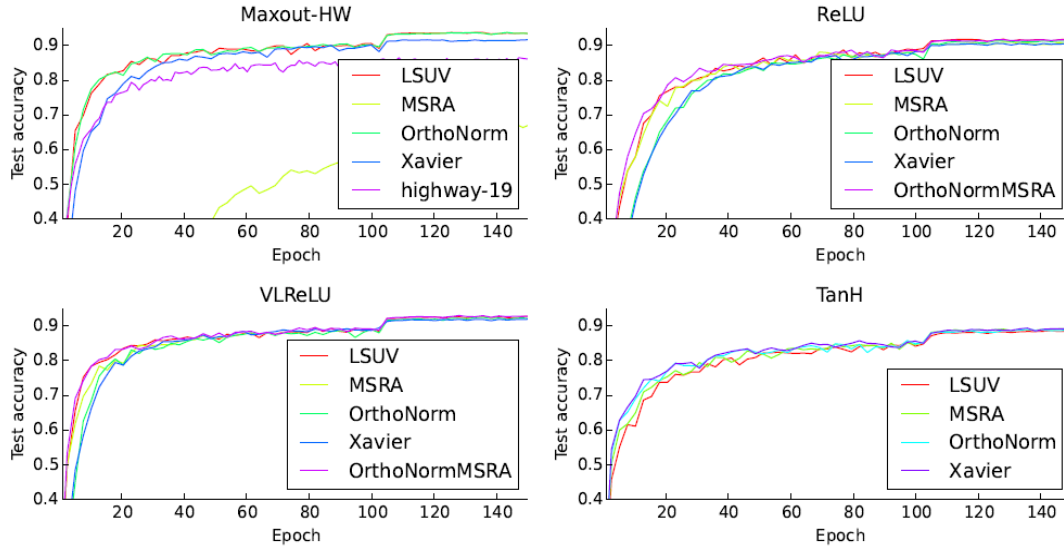 Maxout-HW
Test accuracy
0.9
0.8
0.7
0.6
0.5
0.4
LSUV
MSRA
OrthoNorm
Xavier
highway-19
20 40 60 80 100 120 140
Epoch
ReLU
Test accuracy
0.9
0.8
0.7
0.6
0.5
0.4
LSUV
MSRA
OrthoNorm
Xavier
OrthoNormMSRA
20 40 60 80 100 120 140
Epoch
VLReLU
Test accuracy
0.9
0.8
0.7
0.6
0.5
0.4
LSUV
MSRA
OrthoNorm
Xavier
OrthoNormMSRA
20 40 60 80 100 120 140
Epoch
TanH
Test accuracy
0.9
0.8
0.7
0.6
0.5
0.4
LSUV
MSRA
OrthoNorm
Xavier
20 40 60 80 100 120 140
Epoch